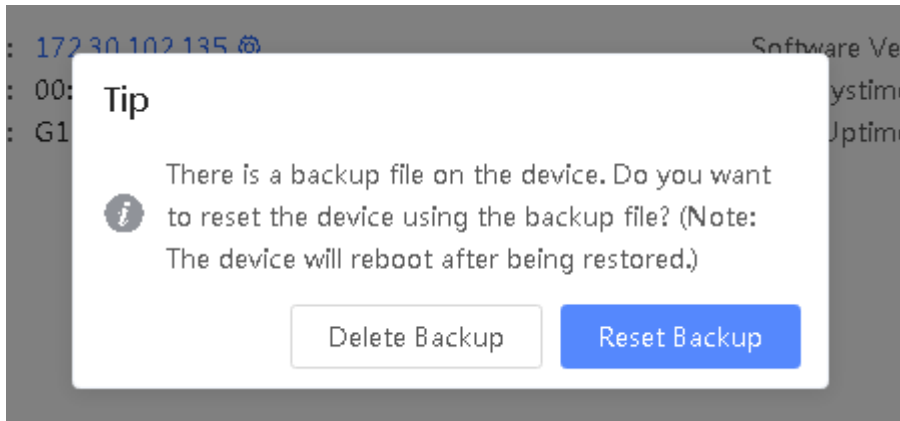 : 172.30.102.135 Software Ve
: 00: ystime
: G1 Uptime
Tip
There is a backup file on the device. Do you want
to reset the device using the backup file? (Note:
The device will reboot after being restored.)
Delete Backup Reset Backup